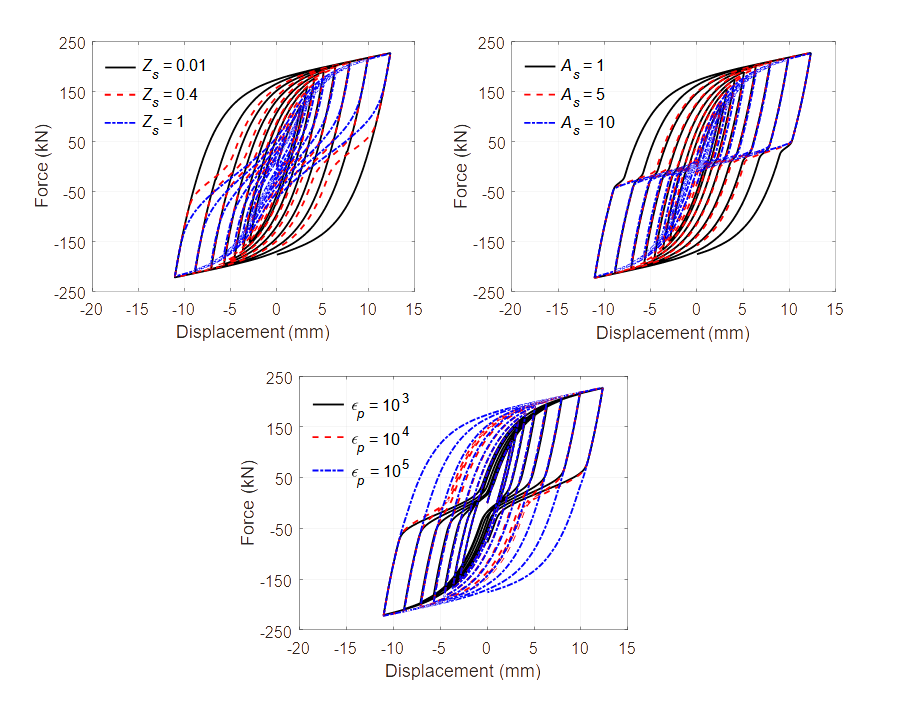 250
150
50
-50
-150
-250
Force (kN)
Z_s = 0.01
Z_s = 0.4
Z_s = 1
-20 -15 -10 -5 0 5 10 15
Displacement (mm)
250
150
50
-50
-150
-250
Force (kN)
A_s = 1
A_s = 5
A_s = 10
-20 -15 -10 -5 0 5 10 15
Displacement (mm)
250
150
50
-50
-150
-250
Force (kN)
ϵ_p = 10^3
ϵ_p = 10^4
ϵ_p = 10^5
-20 -15 -10 -5 0 5 10 15
Displacement (mm)